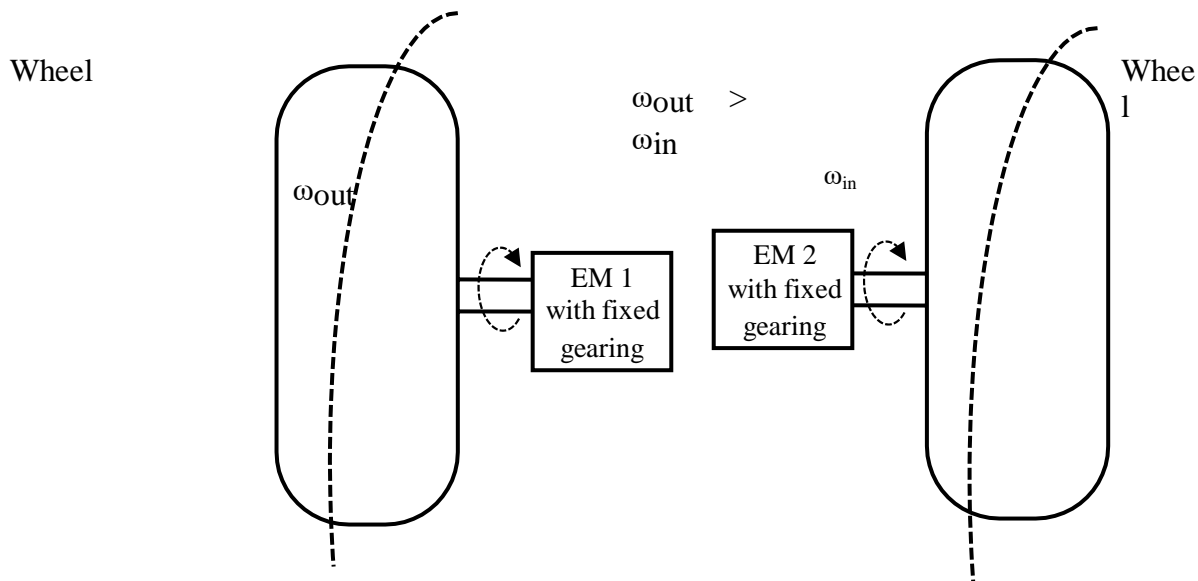 Wheel
Whee
l
ωout >
ωin
ωin
ωout
EM 1
with fixed
gearing
EM 2
with fixed
gearing